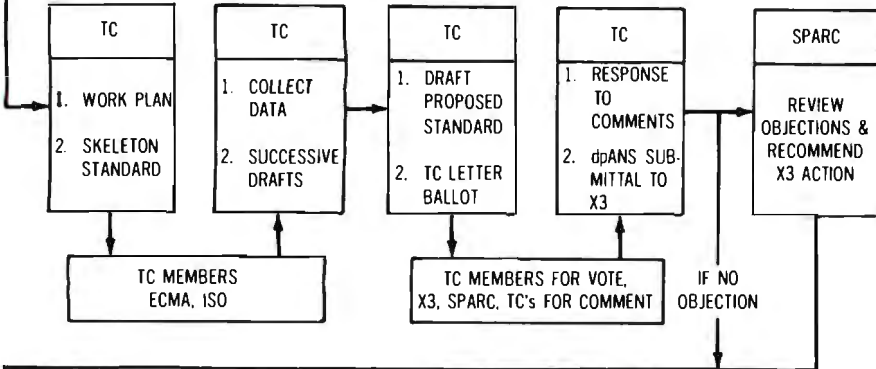 TC
1. WORK PLAN
2. SKELETON
STANDARD
TC
1. COLLECT
DATA
2. SUCCESSIVE
DRAFTS
TC
1. DRAFT
PROPOSED
STANDARD
2. TC LETTER
BALLOT
TC
1. RESPONSE
TO
COMMENTS
2. dpANS SUB-
MITTAL TO
X3
SPARC
REVIEW
OBJECTIONS &
RECOMMEND
X3 ACTION
TC MEMBERS
ECMA, ISO
TC MEMBERS FOR VOTE,
X3, SPARC, TC's FOR COMMENT
IF NO
OBJECTION